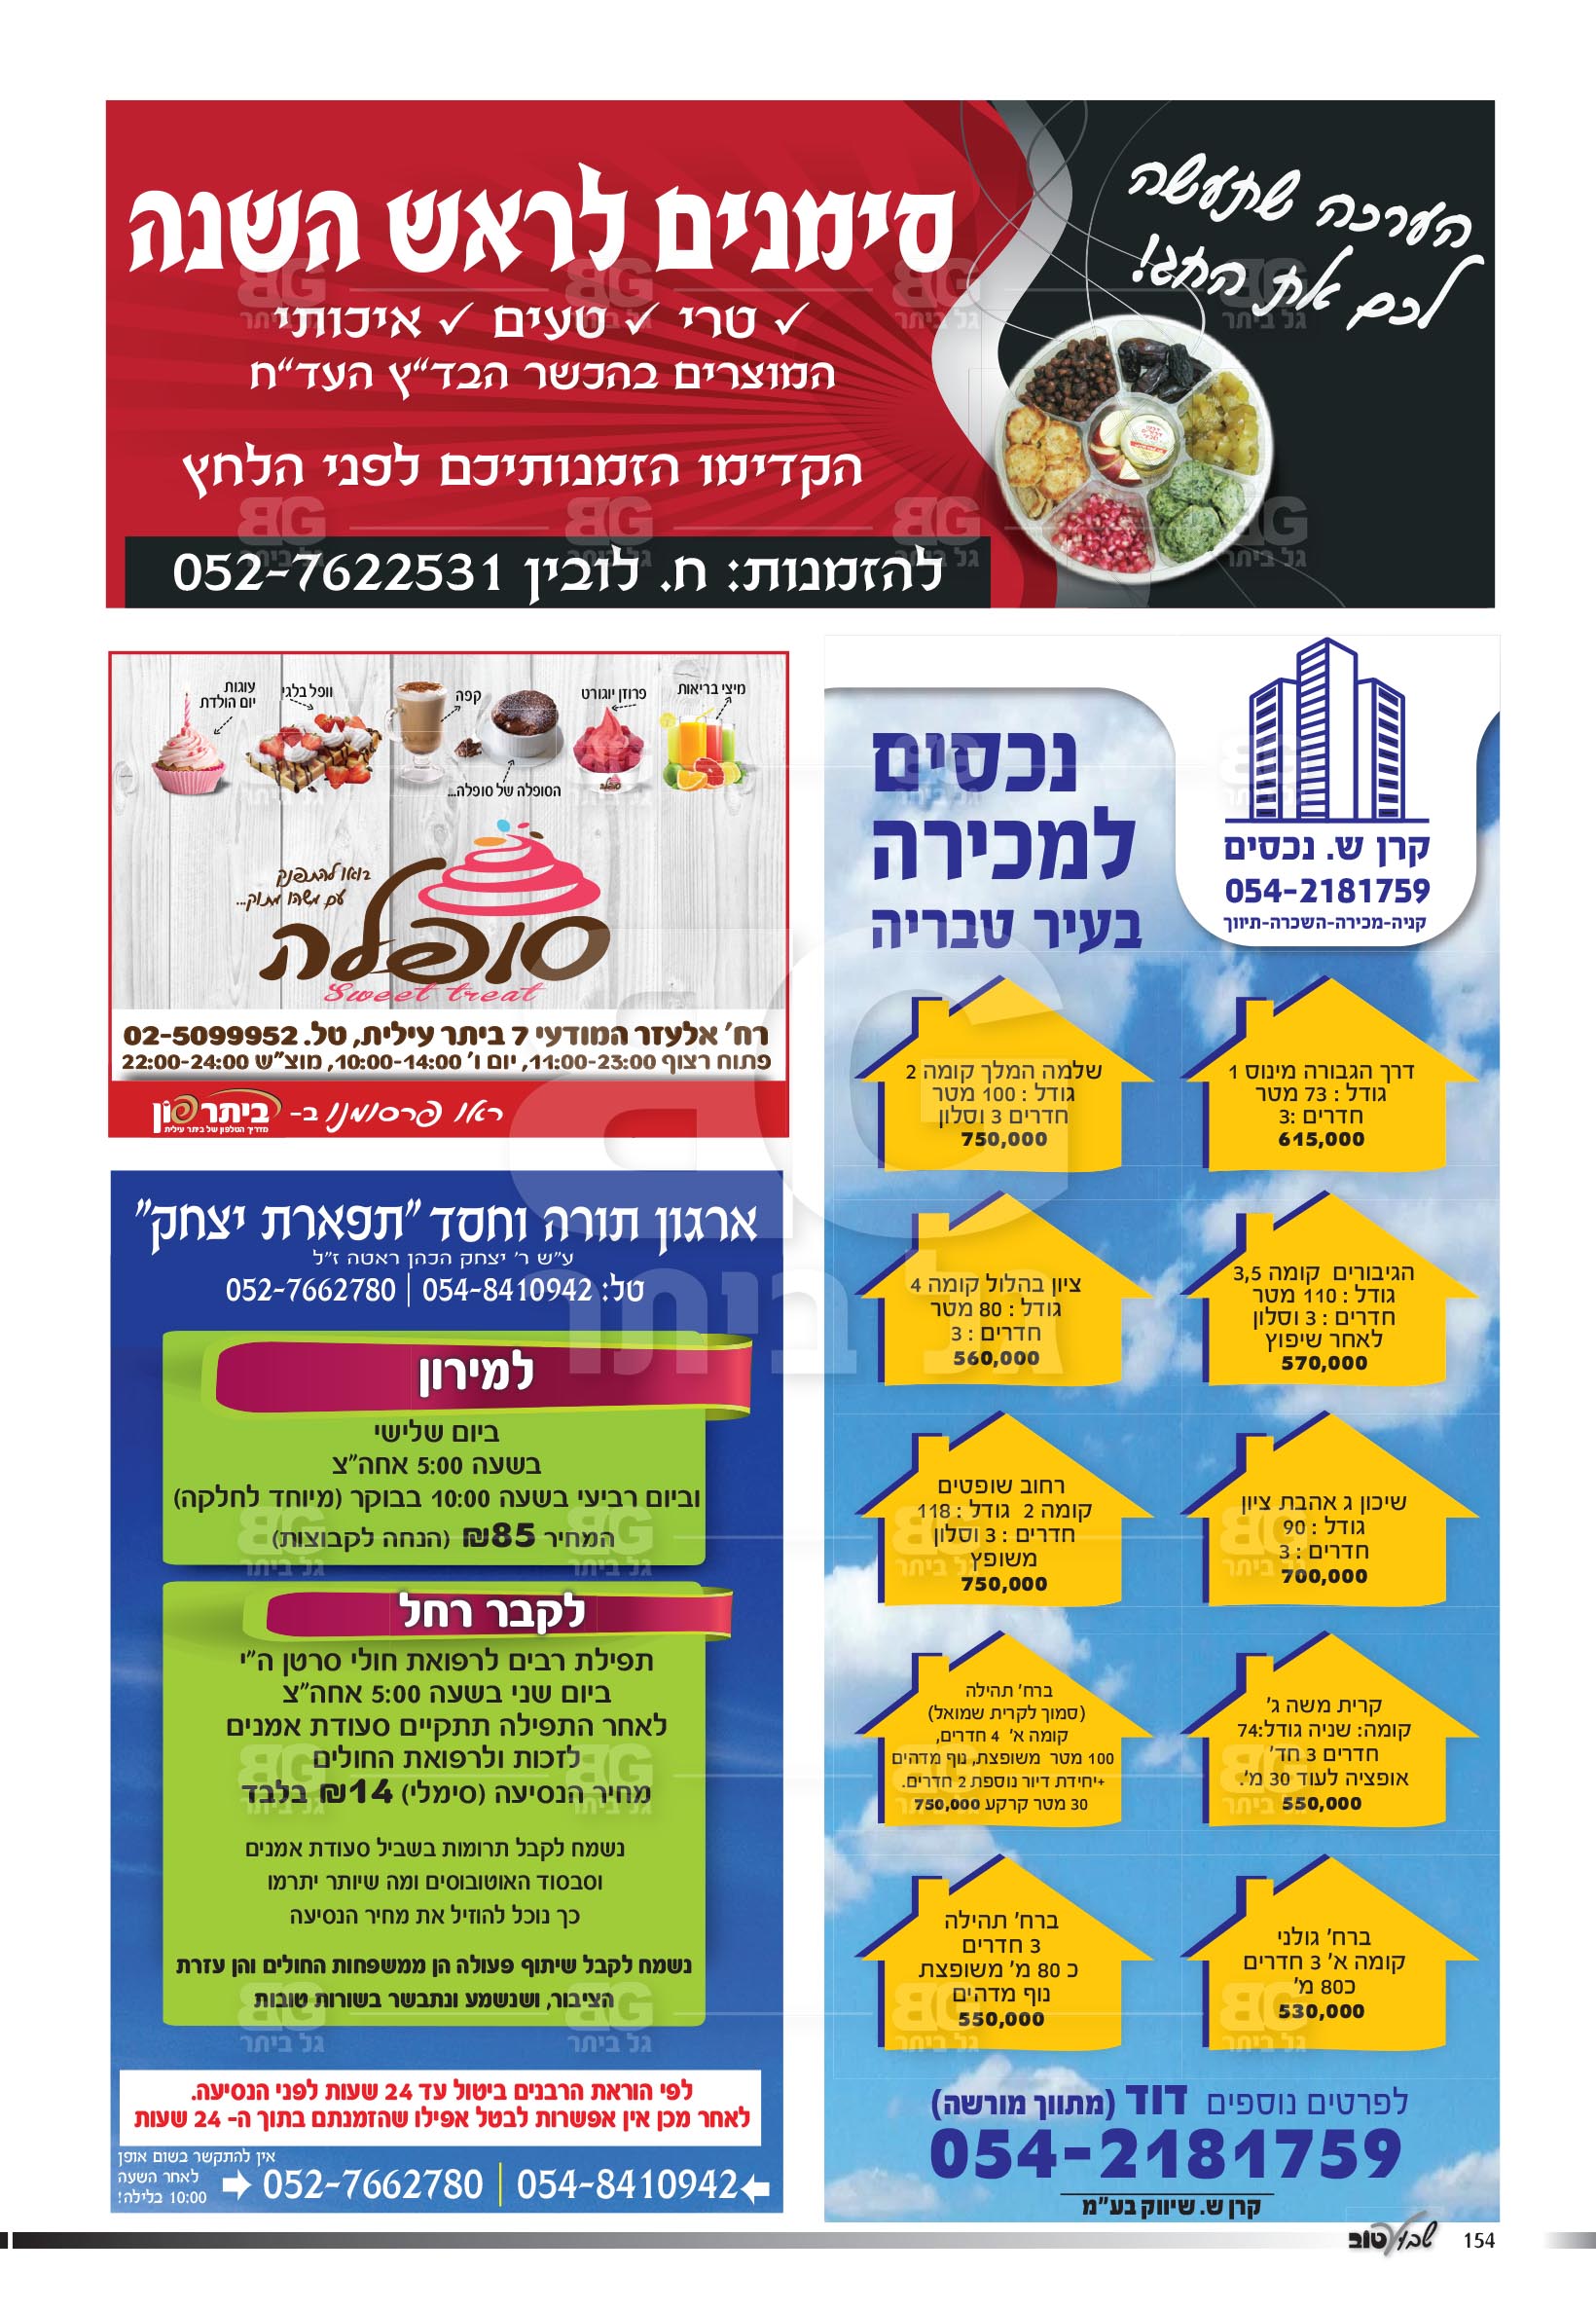 הערכה שתעשה
לכם את החג!
סימנים לראש השנה
✓ טרי ✓ טעים ✓ איכותי
המוצרים בהכשר הבד"ץ העד"ח
הקדימו הזמנותיכם לפני הלחץ
להזמנות: ח. לובין 052-7622531
קרן ש. נכסים
054-2181759
קניה-מכירה-השכרה-תיווך
נכסים
למכירה
בעיר טבריה
דרך הגבורה מינוס 1
גודל : 73 מטר
חדרים :3
615,000
שלמה המלך קומה 2
גודל : 100 מטר
חדרים 3 וסלון
750,000
הגיבורים קומה 3,5
גודל : 110 מטר
חדרים : 3 וסלון
לאחר שיפוץ
570,000
ציון בהלול קומה 4
גודל : 80 מטר
חדרים : 3
560,000
שיכון ג אהבת ציון
גודל : 90
חדרים : 3
700,000
רחוב שופטים
קומה 2 גודל : 118
חדרים : 3 וסלון
משופץ
750,000
קרית משה ג'
קומה: שניה גודל:74
חדרים 3 חד'
אופציה לעוד 30 מ'.
550,000
ברח' תהילה
(סמוך לקרית שמואל)
קומה א' 4 חדרים,
100 מטר משופצת, נוף מדהים
+יחידת דיור נוספת 2 חדרים.
30 מטר קרקע 750,000
ברח' גולני
קומה א' 3 חדרים
כ80 מ'
530,000
ברח' תהילה
3 חדרים
כ 80 מ' משופצת
נוף מדהים
550,000
לפרטים נוספים דוד (מתווך מורשה)
054-2181759
קרן ש. שיווק בע"מ
מיצי בריאות
פרוזן יוגורט
קפה
וופל בלגי
עוגות
יום הולדת
הסופלה של סופלה...
סופלה
בואו להתפנק
עם משהו מתוק...
סופלה
Sweet treat
רח' אלעזר המודעי 7 ביתר עילית, טל. 02-5099952
פתוח רצוף 11:00-23:00, יום ו' 10:00-14:00, מוצ"ש 22:00-24:00
ראו פרסומנו ב- ביתרפון
מדריך הטלפון של ביתר עילית
ארגון תורה וחסד "תפארת יצחק"
ע"ש ר' יצחק הכהן ראטה ז"ל
טל: 054-8410942 | 052-7662780
למירון
ביום שלישי
בשעה 5:00 אחה"צ
וביום רביעי בשעה 10:00 בבוקר (מיוחד לחלקה)
המחיר 85₪ (הנחה לקבוצות)
לקבר רחל
תפילת רבים לרפואת חולי סרטן ה"י
ביום שני בשעה 5:00 אחה"צ
לאחר התפילה תתקיים סעודת אמנים
לזכות ולרפואת החולים
מחיר הנסיעה (סימלי) 14₪ בלבד
נשמח לקבל תרומות בשביל סעודת אמנים
וסבסוד האוטובוסים ומה שיותר יתרמו
כך נוכל להוזיל את מחיר הנסיעה
נשמח לקבל שיתוף פעולה הן ממשפחות החולים והן עזרת
הציבור, ושנשמע ונתבשר בשורות טובות
לפי הוראת הרבנים ביטול עד 24 שעות לפני הנסיעה.
לאחר מכן אין אפשרות לבטל אפילו שהזמנתם בתוך ה- 24 שעות
054-8410942 | 052-7662780
אין להתקשר בשום אופן
לאחר השעה
10:00 בלילה!
BG
גל ביתר
154 שבוע טוב